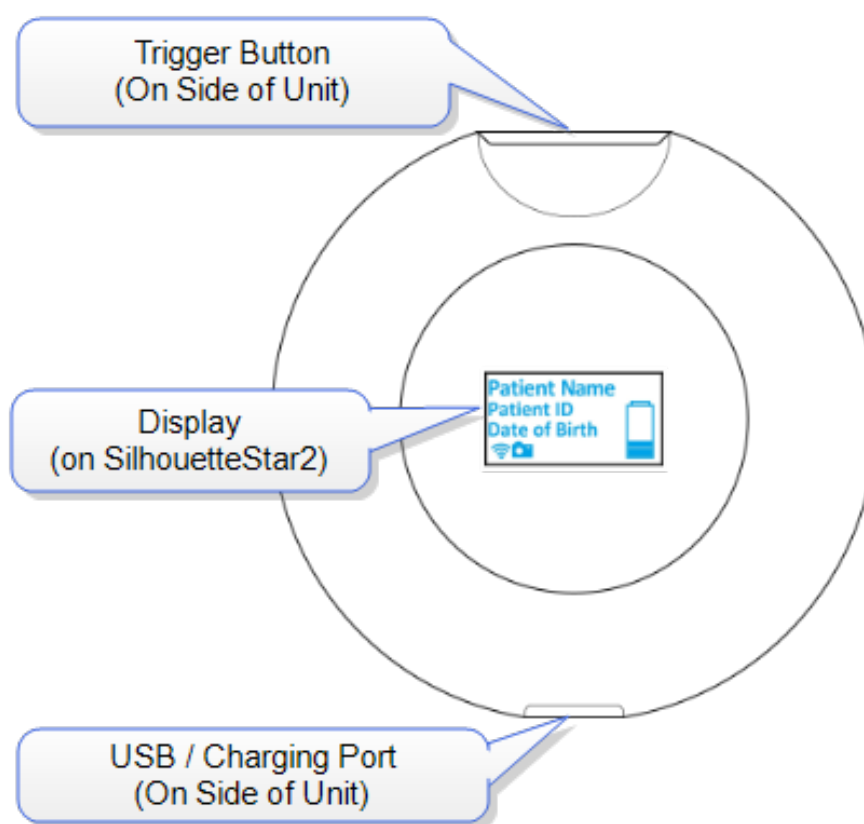 Trigger Button
(On Side of Unit)
Patient Name
Patient ID
Date of Birth
Display
(on SilhouetteStar2)
USB / Charging Port
(On Side of Unit)